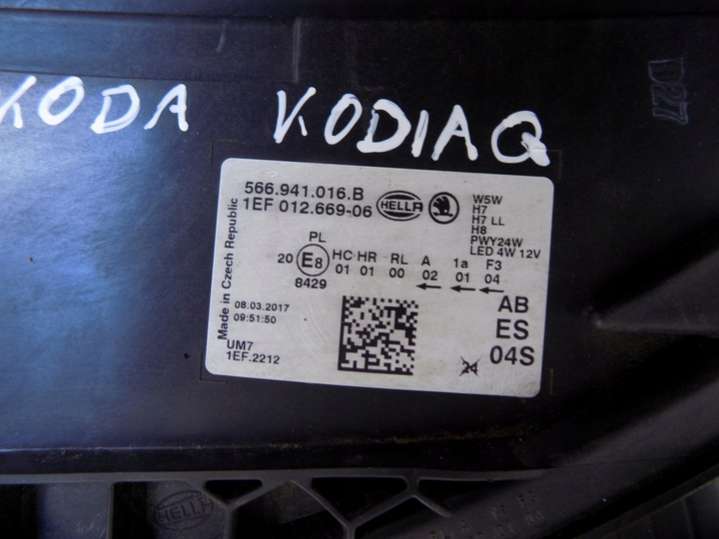 KODA KODIAQ
D227
566.941.016.B
1EF 012.669-06
HELLA
W5W
H7
H7 LL
H8
PWY24W
LED 4W 12V
PL
20 E8 HC HR RL A 1a F3
01 01 00 02 01 04
8429
Made in Czech Republic
08.03.2017
09:51:50
UM7
1EF.2212
AB
ES
04S
24
HELLA